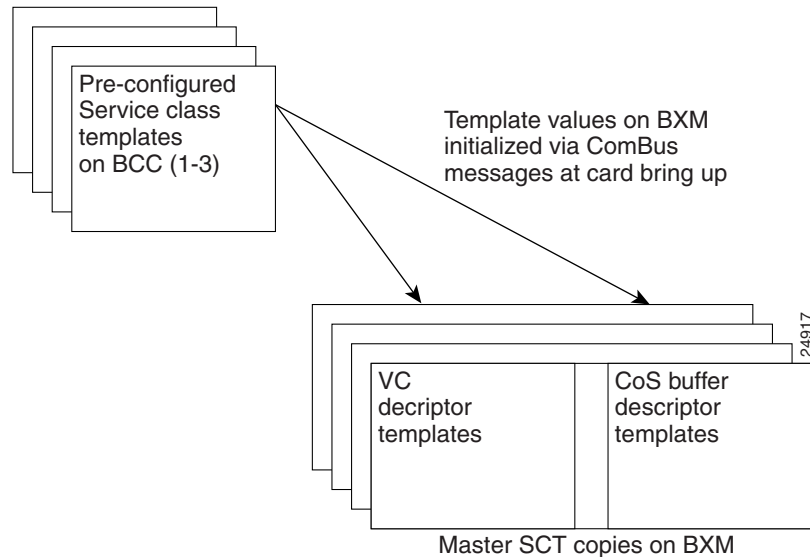 Pre-configured
Service class
templates
on BCC (1-3)
Template values on BXM
initialized via ComBus
messages at card bring up
24917
VC
decriptor
templates
CoS buffer
descriptor
templates
Master SCT copies on BXM